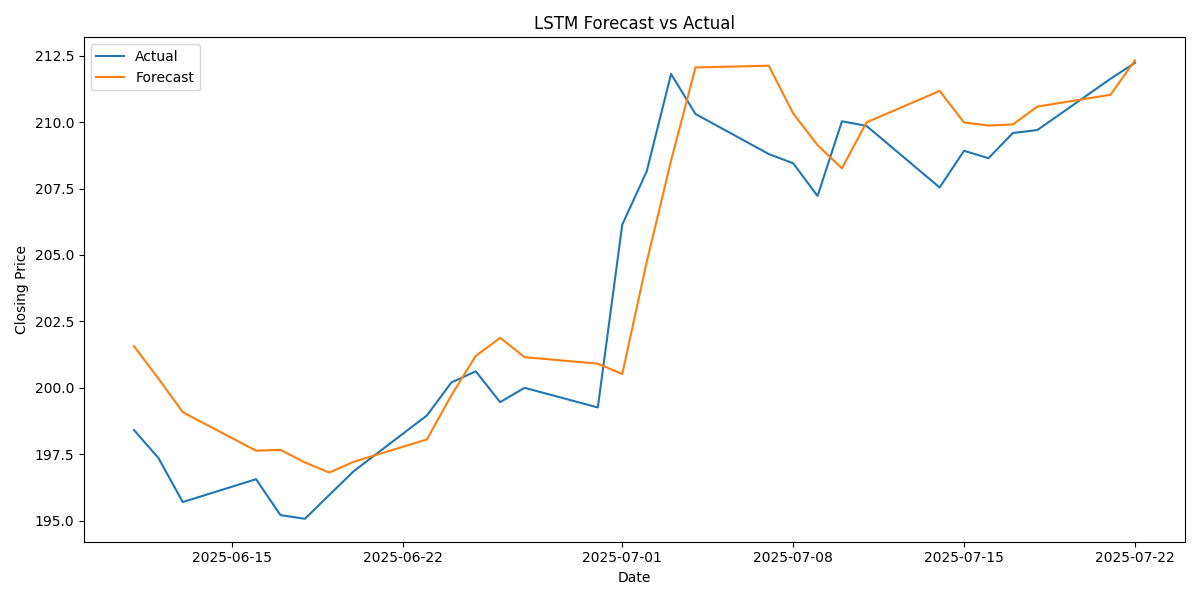 LSTM Forecast vs Actual
Actual
Forecast
Closing Price
212.5
210.0
207.5
205.0
202.5
200.0
197.5
195.0
2025-06-15
2025-06-22
2025-07-01
2025-07-08
2025-07-15
2025-07-22
Date